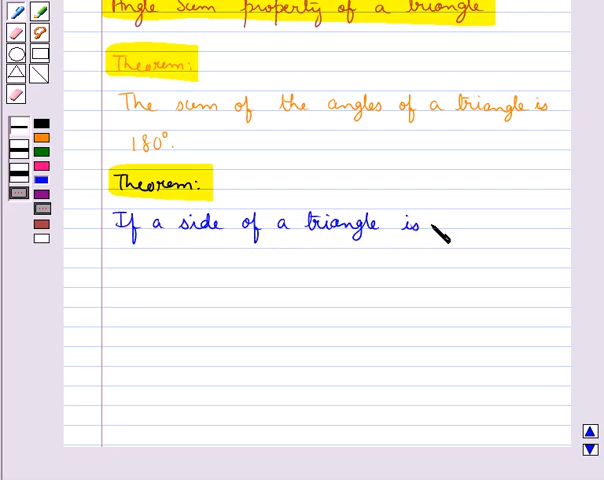 Angle Sum property of a triangle
Theorem:
The sum of the angles of a triangle is
180°.
Theorem:
If a side of a triangle is